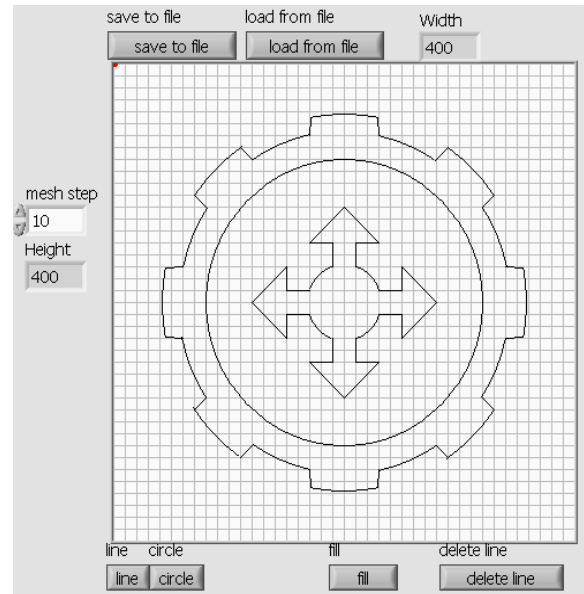 save to file load from file Width
save to file load from file 400
mesh step
10
Height
400
line circle fill delete line
line circle fill delete line